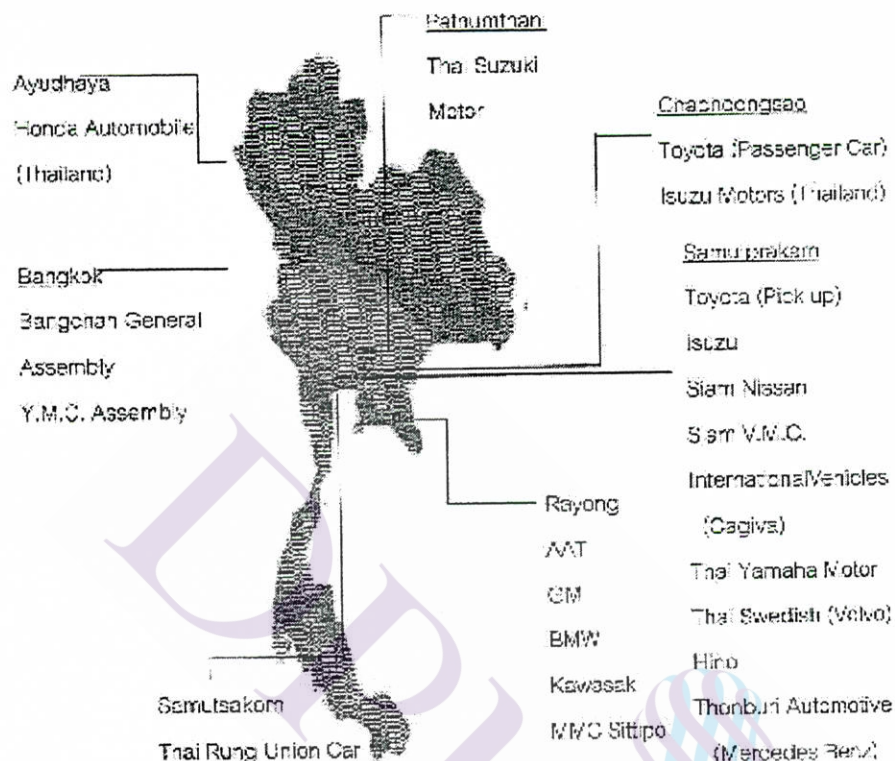 Pathumthani
Thai Suzuki
Motor
Ayudhaya
Honda Automobile
(Thailand)
Chachoengsao
Toyota (Passenger Car)
Isuzu Motors (Thailand)
Bangkok
Bangchan General
Assembly
Y.M.C. Assembly
Samutprakarn
Toyota (Pick up)
Isuzu
Siam Nissan
Siam V.M.C.
InternationalVehicles
(Cagiva)
Thai Yamaha Motor
Thai Swedish (Volvo)
Hino
Thonburi Automotive
(Mercedes Benz)
Rayong
AAT
GM
BMW
Kawasak
MMC Sittipo
Samutsakorn
Thai Rung Union Car